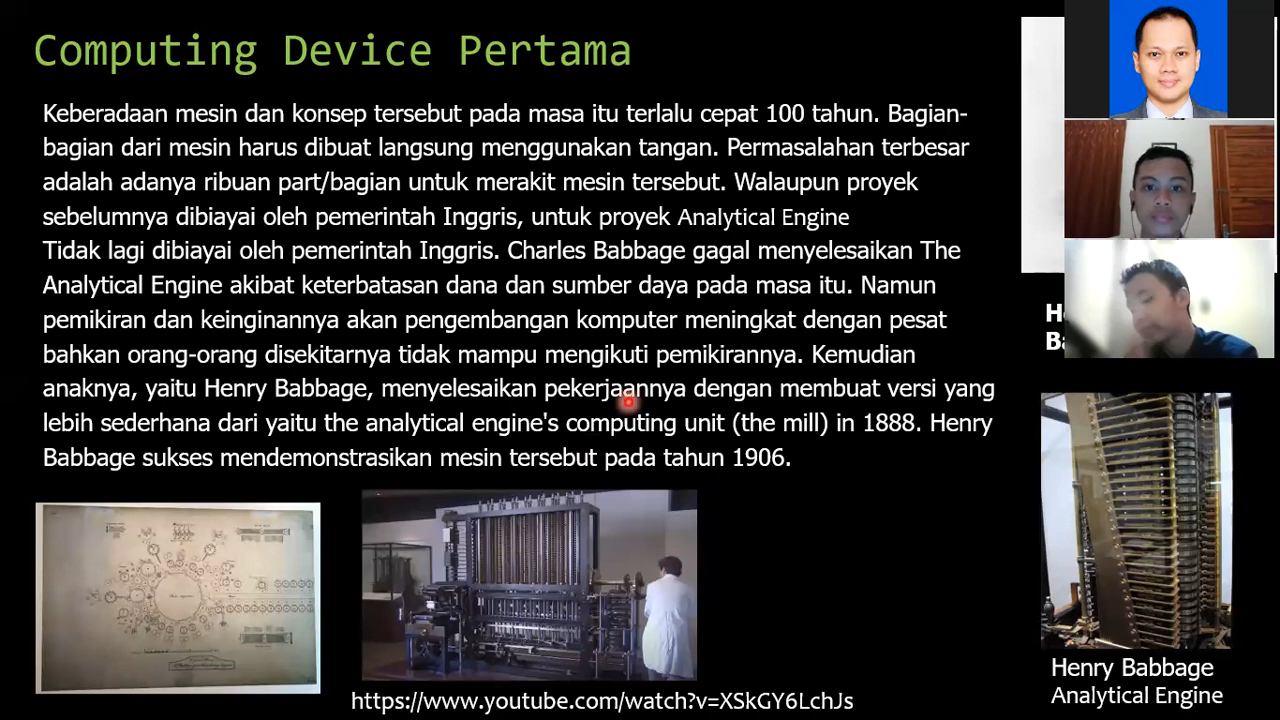 Computing Device Pertama
Keberadaan mesin dan konsep tersebut pada masa itu terlalu cepat 100 tahun. Bagian-
bagian dari mesin harus dibuat langsung menggunakan tangan. Permasalahan terbesar
adalah adanya ribuan part/bagian untuk merakit mesin tersebut. Walaupun proyek
sebelumnya dibiayai oleh pemerintah Inggris, untuk proyek Analytical Engine
Tidak lagi dibiayai oleh pemerintah Inggris. Charles Babbage gagal menyelesaikan The
Analytical Engine akibat keterbatasan dana dan sumber daya pada masa itu. Namun
pemikiran dan keinginannya akan pengembangan komputer meningkat dengan pesat
bahkan orang-orang disekitarnya tidak mampu mengikuti pemikirannya. Kemudian
anaknya, yaitu Henry Babbage, menyelesaikan pekerjaannya dengan membuat versi yang
lebih sederhana dari yaitu the analytical engine's computing unit (the mill) in 1888. Henry
Babbage sukses mendemonstrasikan mesin tersebut pada tahun 1906.
https://www.youtube.com/watch?v=XSkGY6LchJs
Henry Babbage
Analytical Engine